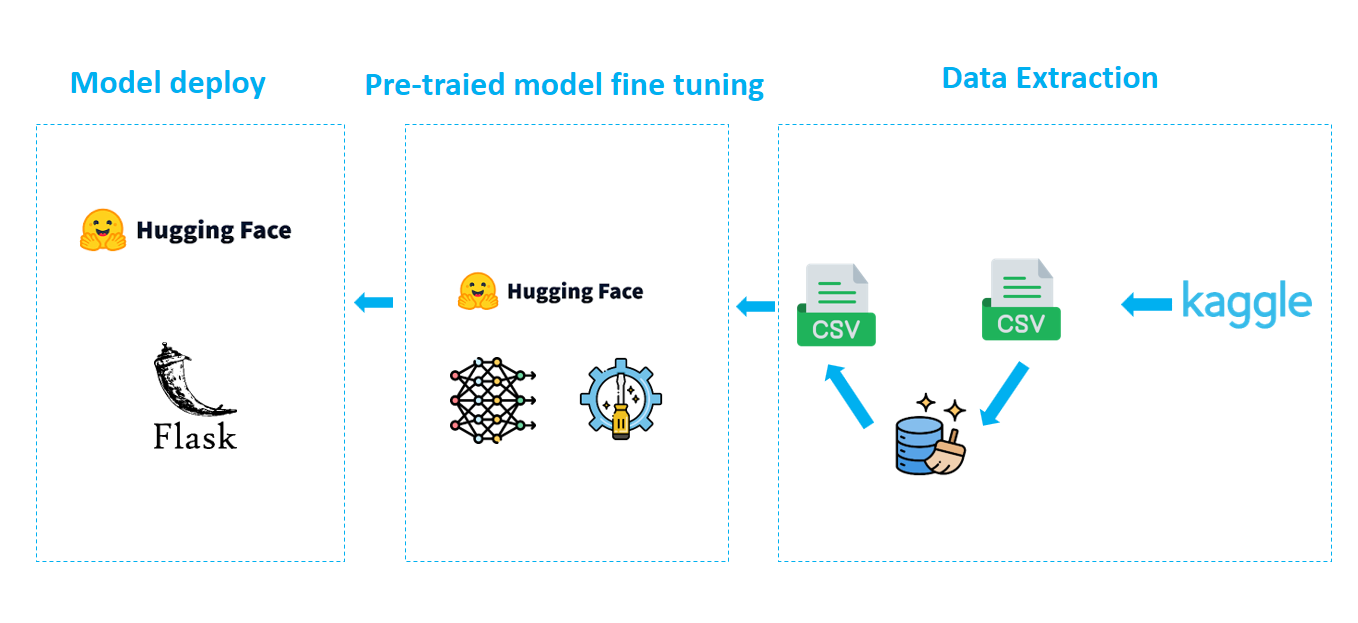 Model deploy
Pre-traied model fine tuning
Data Extraction
Hugging Face
Flask
Hugging Face
CSV
CSV
kaggle